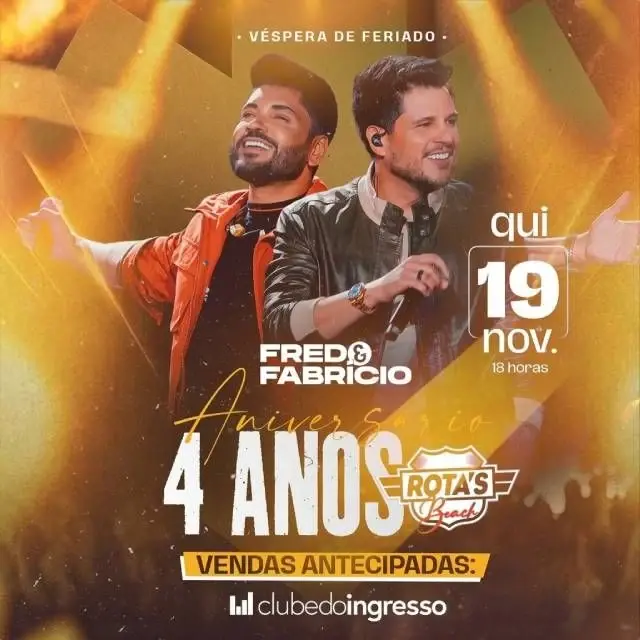 • VÉSPERA DE FERIADO •
qui
19
nov.
18 horas
FRED &
FABRÍCIO
Aniversário
4 ANOS
ROTA'S
Beach
VENDAS ANTECIPADAS:
clubedoingresso